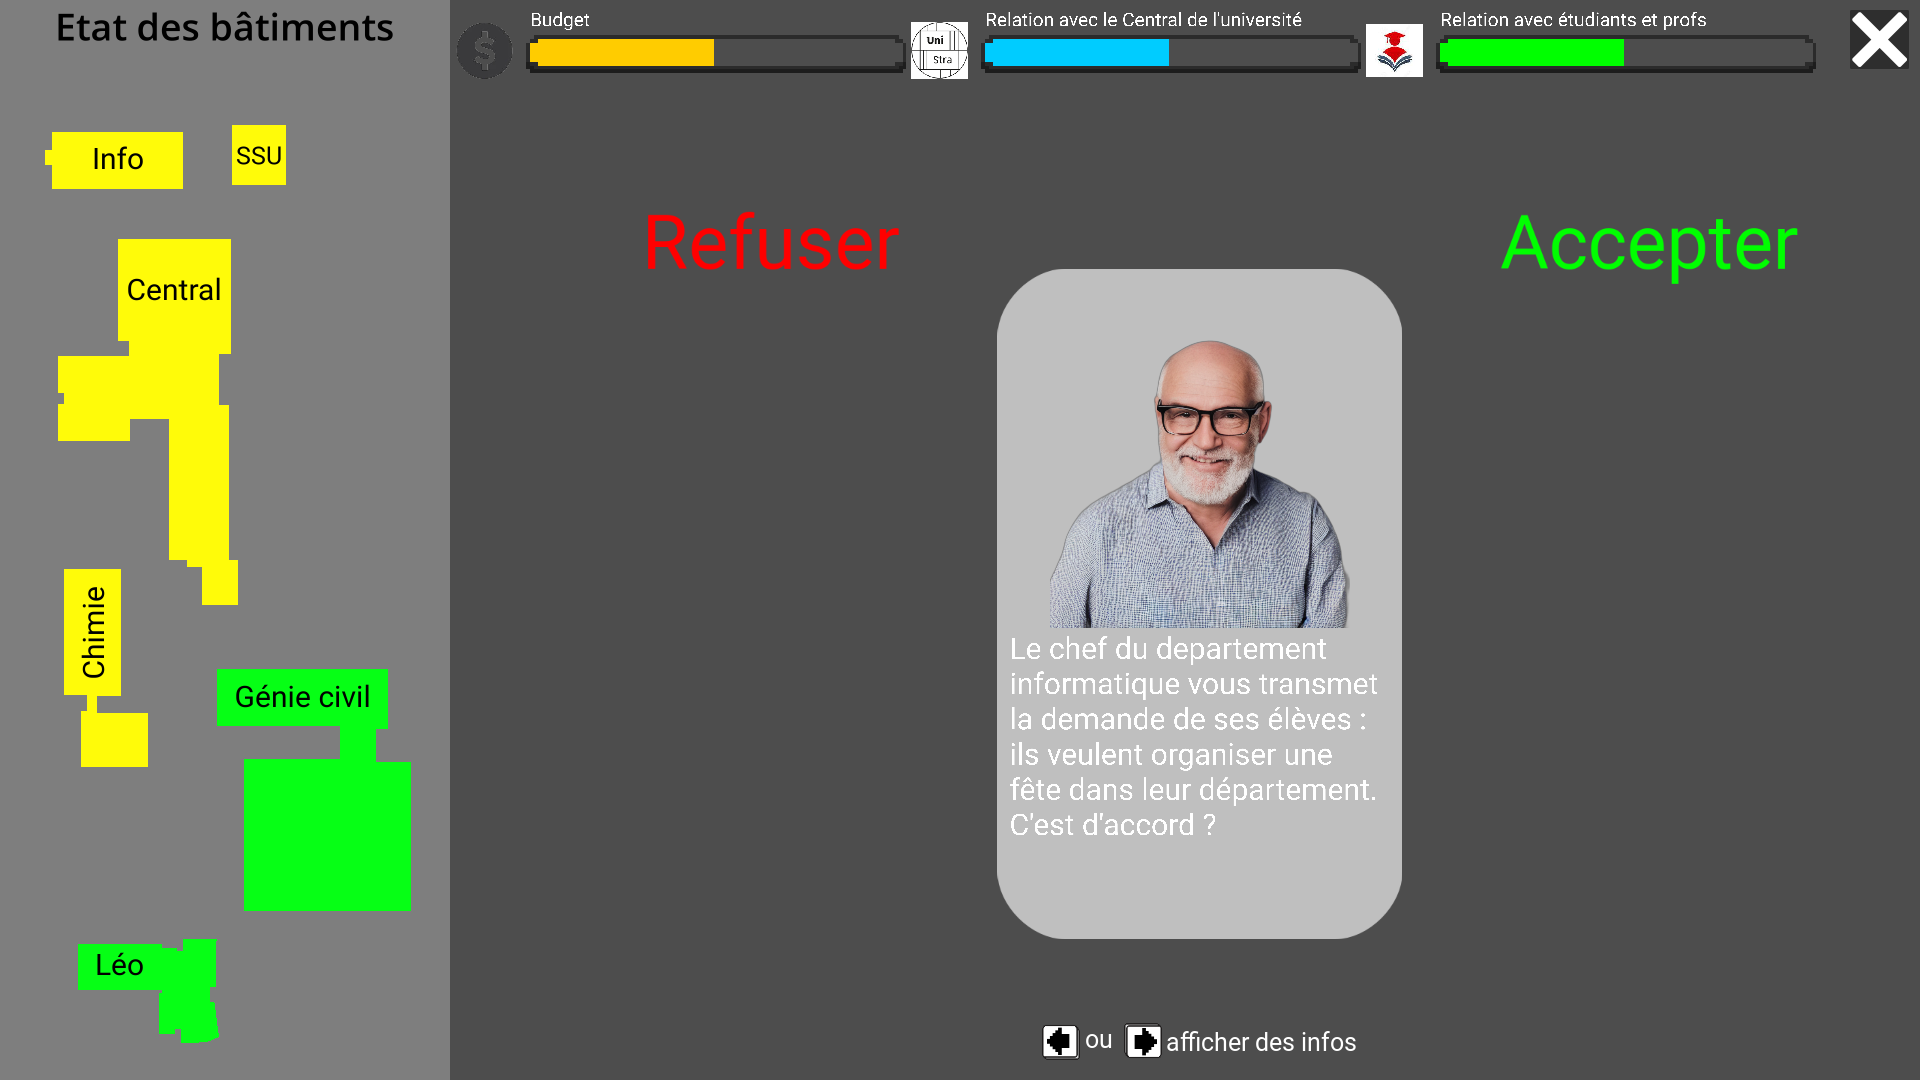 Etat des bâtiments
Info
SSU
Central
Chimie
Génie civil
Léo
$
Budget
Uni
Stra
Relation avec le Central de l'université
Relation avec étudiants et profs
Refuser
Accepter
Le chef du departement
informatique vous transmet
la demande de ses élèves :
ils veulent organiser une
fête dans leur département.
C'est d'accord ?
ou
afficher des infos